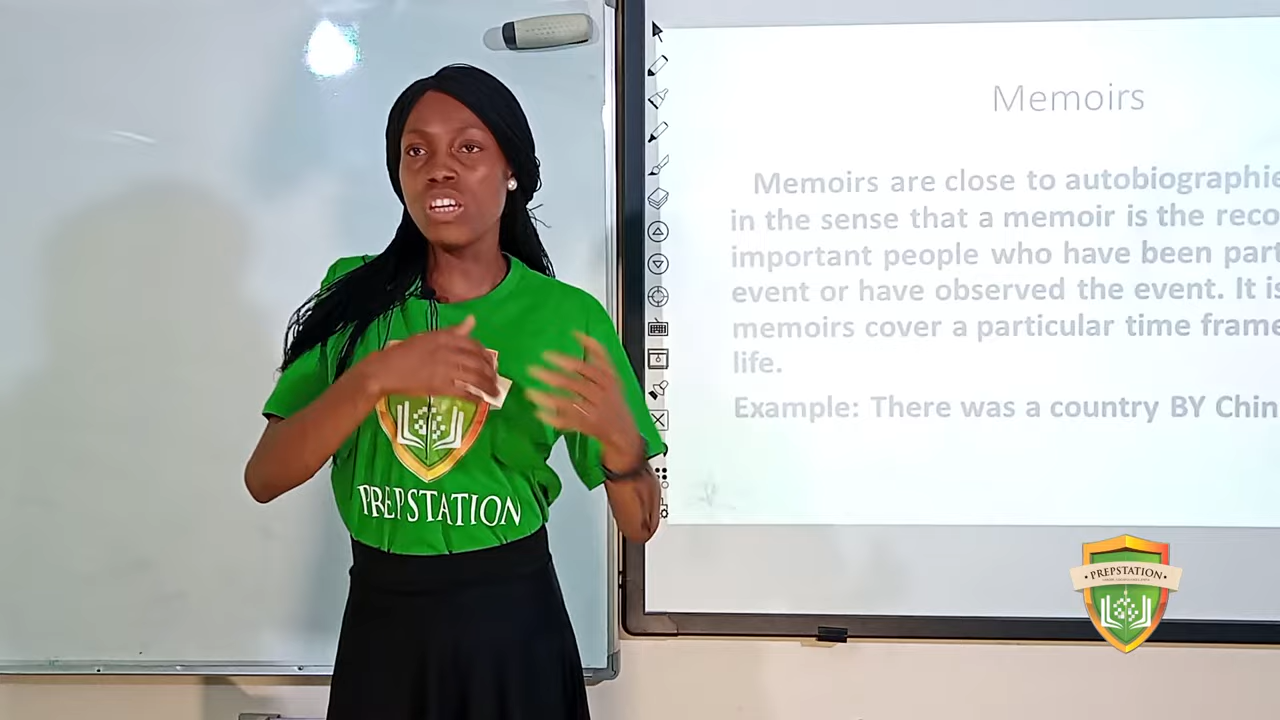 Memoirs
Memoirs are close to autobiographie
in the sense that a memoir is the reco
important people who have been part
event or have observed the event. It is
memoirs cover a particular time frame
life.
Example: There was a country BY Chin
PREPSTATION
PREPSTATION